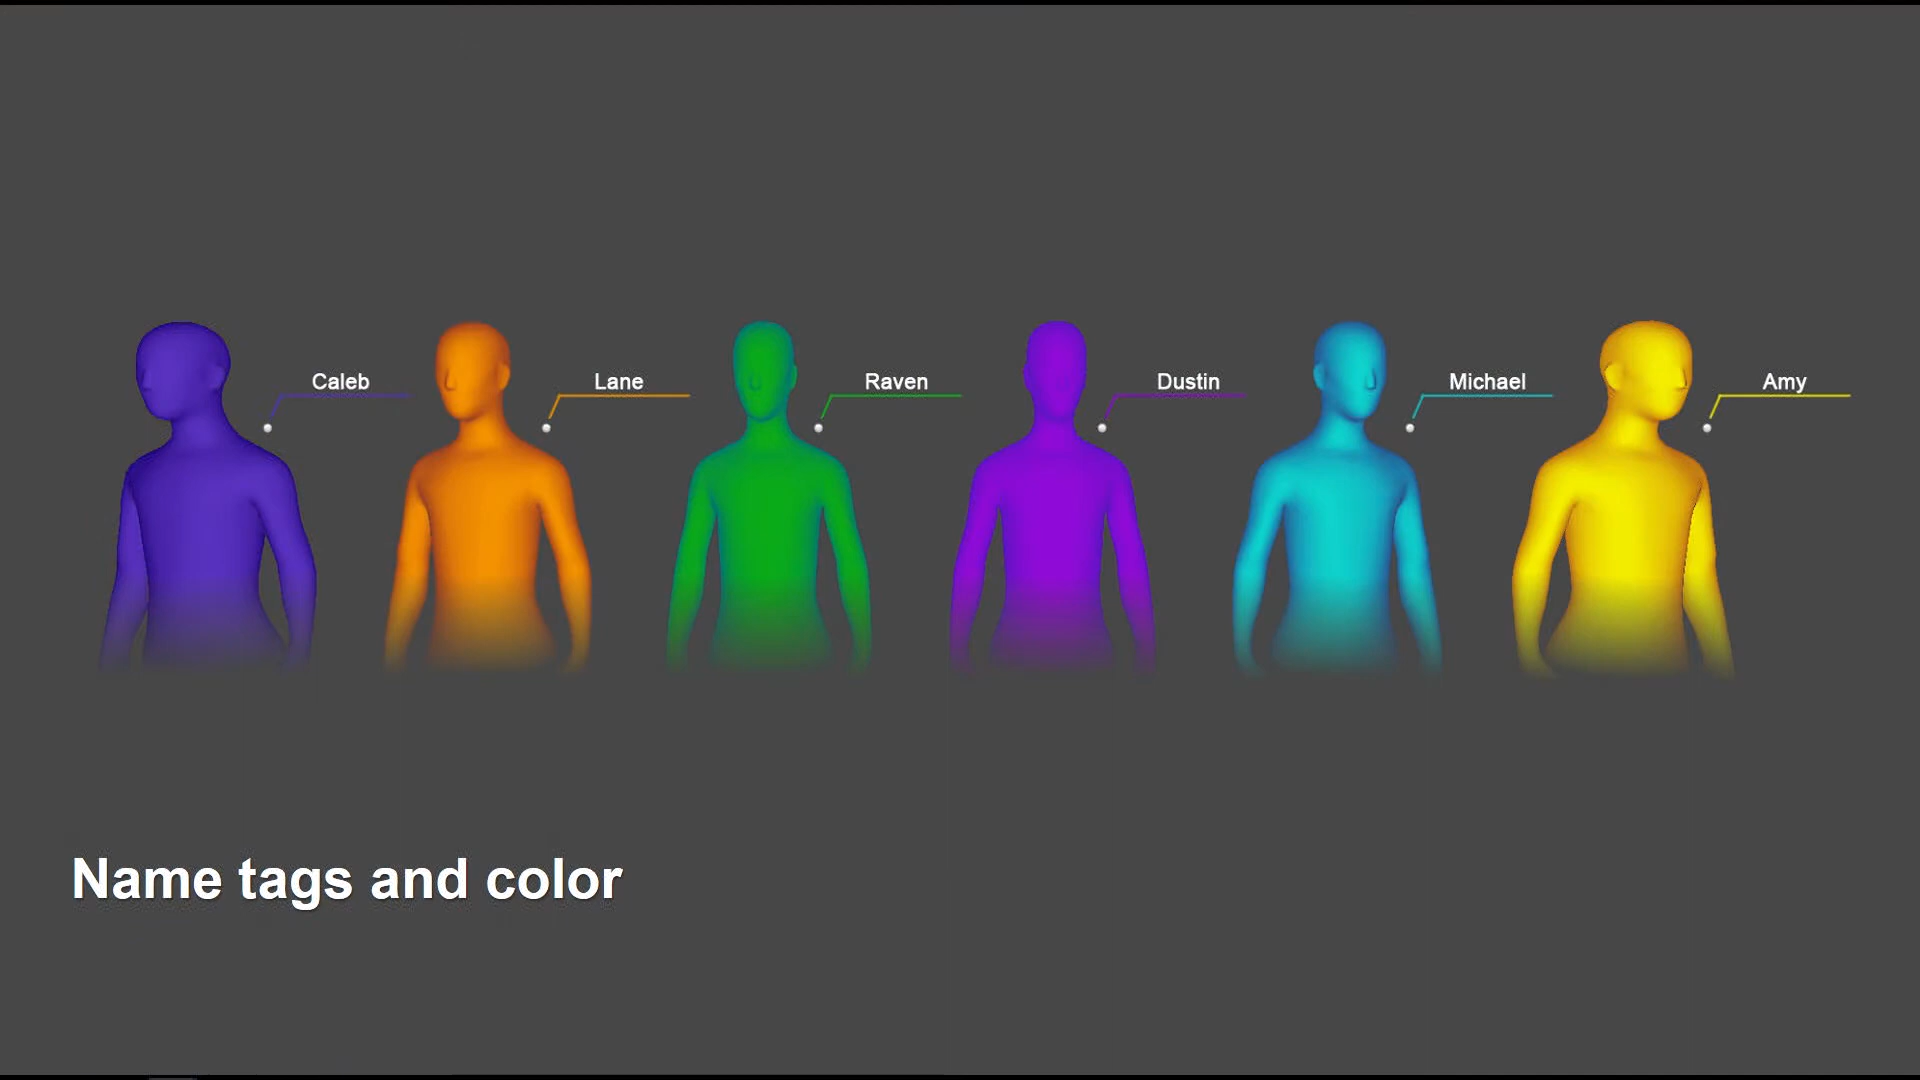 Caleb
Lane
Raven
Dustin
Michael
Amy
Name tags and color